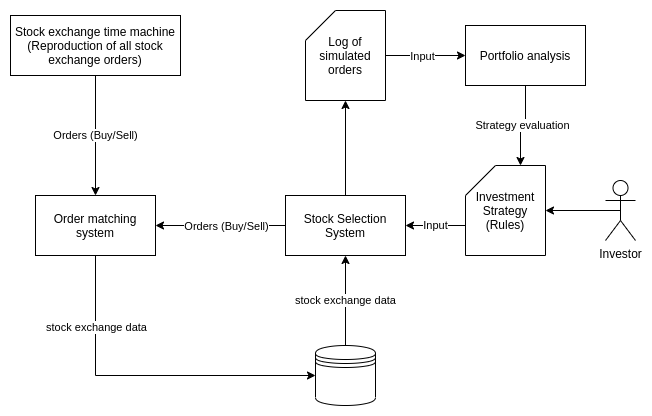 Stock exchange time machine
(Reproduction of all stock
exchange orders)
Log of
simulated
orders
Input
Portfolio analysis
Orders (Buy/Sell)
Strategy evaluation
Order matching
system
Orders (Buy/Sell)
Stock Selection
System
Input
Investment
Strategy
(Rules)
Investor
stock exchange data
stock exchange data